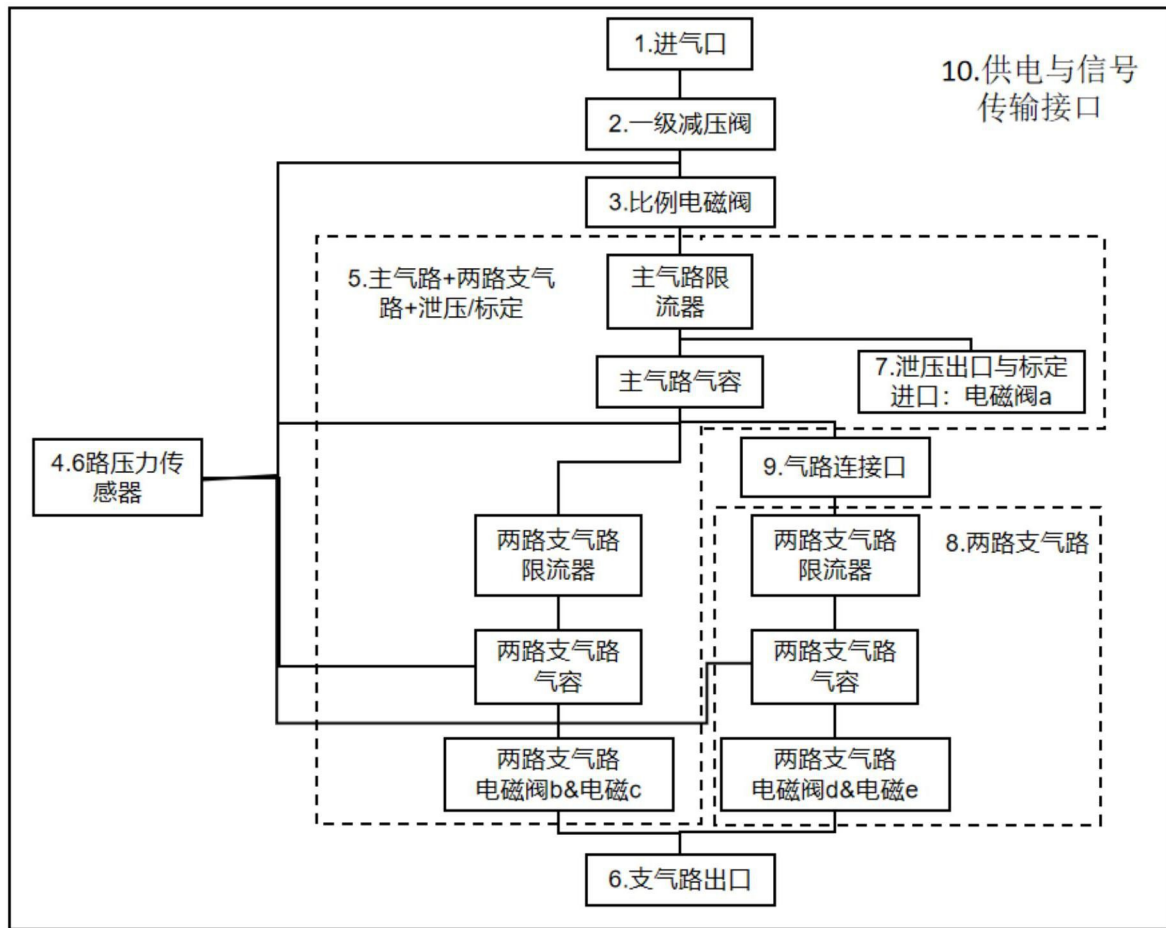 1.进气口
10.供电与信号
传输接口
2.一级减压阀
3.比例电磁阀
5.主气路+两路支气
路+泄压/标定
主气路限
流器
主气路气容
7.泄压出口与标定
进口：电磁阀a
4.6路压力传
感器
9.气路连接口
两路支气路
限流器
两路支气路
限流器
8.两路支气路
两路支气路
气容
两路支气路
气容
两路支气路
电磁阀b&电磁c
两路支气路
电磁阀d&电磁e
6.支气路出口